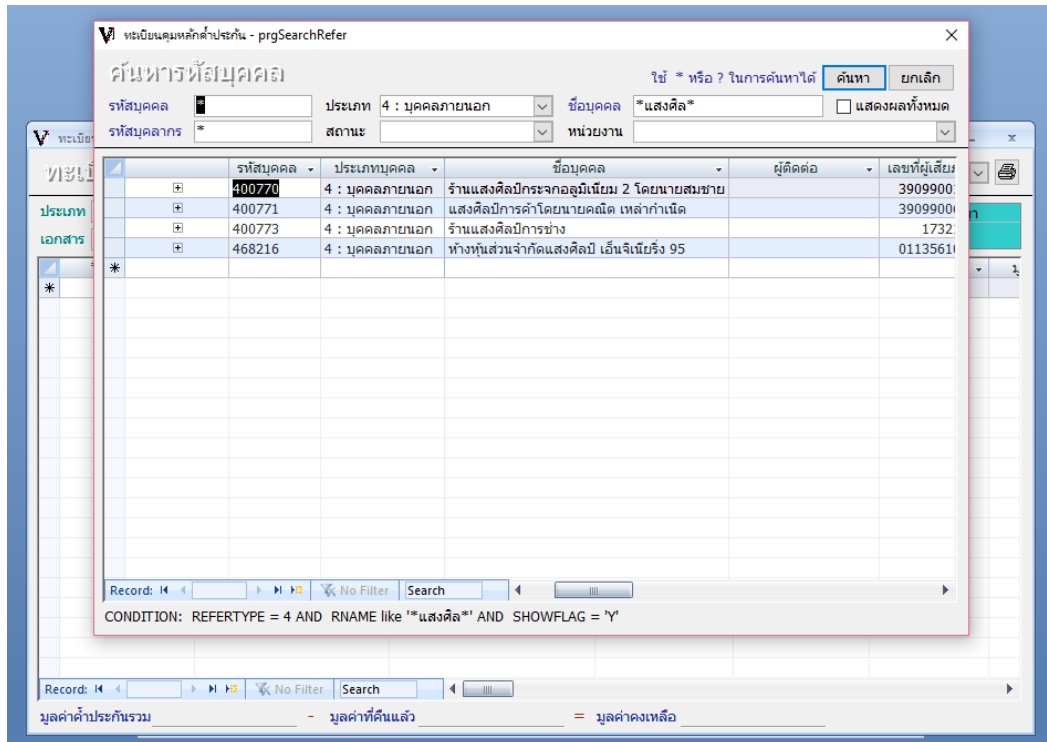 ทะเบียนคุมหลักค้ำประกัน - prgSearchRefer
ค้นหารหัสบุคคล
ใช้ * หรือ ? ในการค้นหาได้ ค้นหา ยกเลิก
รหัสบุคคล * ประเภท 4 : บุคคลภายนอก ชื่อบุคคล *แสงศิล* แสดงผลทั้งหมด
รหัสบุคลากร * สถานะ หน่วยงาน
รหัสบุคคล ประเภทบุคคล ชื่อบุคคล ผู้ติดต่อ เลขที่ผู้เสียภ
400770 4 : บุคคลภายนอก ร้านแสงศิลป์กระจกอลูมิเนียม 2 โดยนายสมชาย 39099001
400771 4 : บุคคลภายนอก แสงศิลป์การค้าโดยนายคณิต เหล่ากำเนิด 3909900
400773 4 : บุคคลภายนอก ร้านแสงศิลป์การช่าง 1732
468216 4 : บุคคลภายนอก ห้างหุ้นส่วนจำกัดแสงศิลป์ เอ็นจิเนียริ่ง 95 0113561
Record: No Filter Search
CONDITION: REFERTYPE = 4 AND RNAME like '*แสงศิล*' AND SHOWFLAG = 'Y'
ทะเบีย
ทะเบี
ประเภท
เอกสาร
Record: No Filter Search
มูลค่าค้ำประกันรวม - มูลค่าที่คืนแล้ว = มูลค่าคงเหลือ